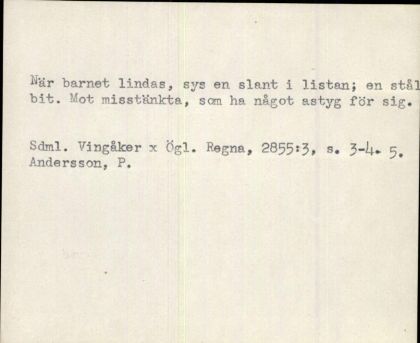 När barnet lindas, sys en slant i listan; en stål
bit. Mot misstänkta, som ha något astyg för sig.
Sdml. Vingåker x Ögl. Regna, 2855:3, s. 3-4. 5.
Andersson, P.